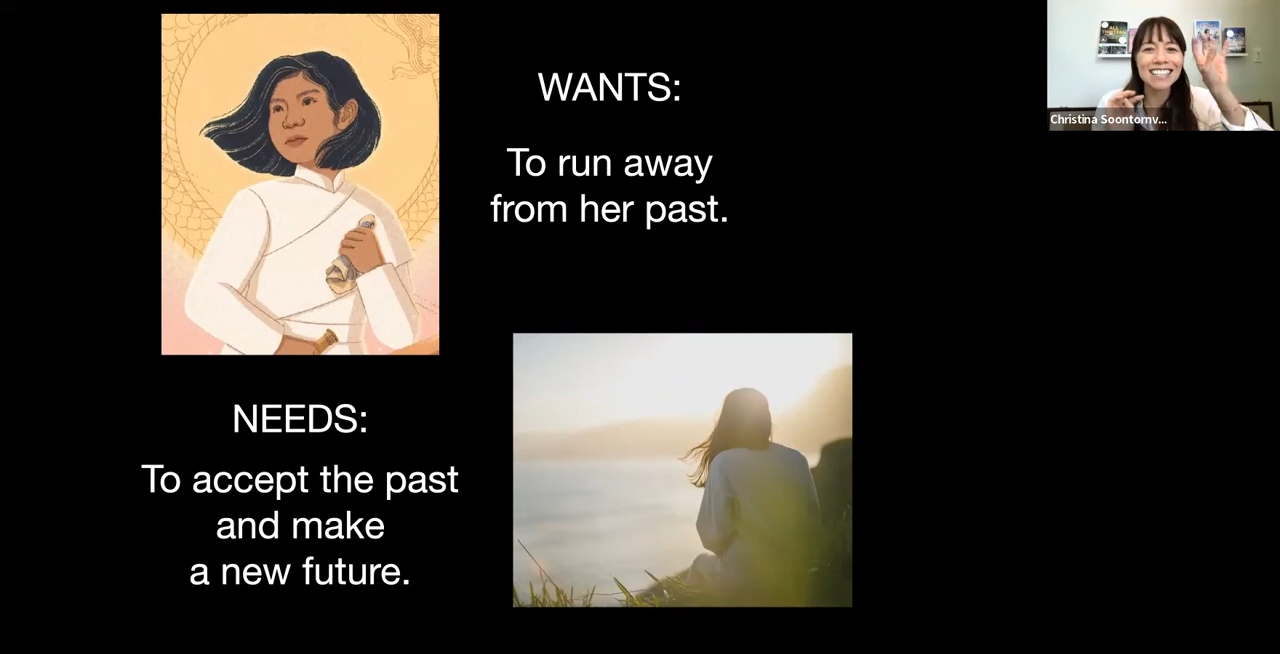 WANTS:
To run away
from her past.
NEEDS:
To accept the past
and make
a new future.
Christina Soontornv...